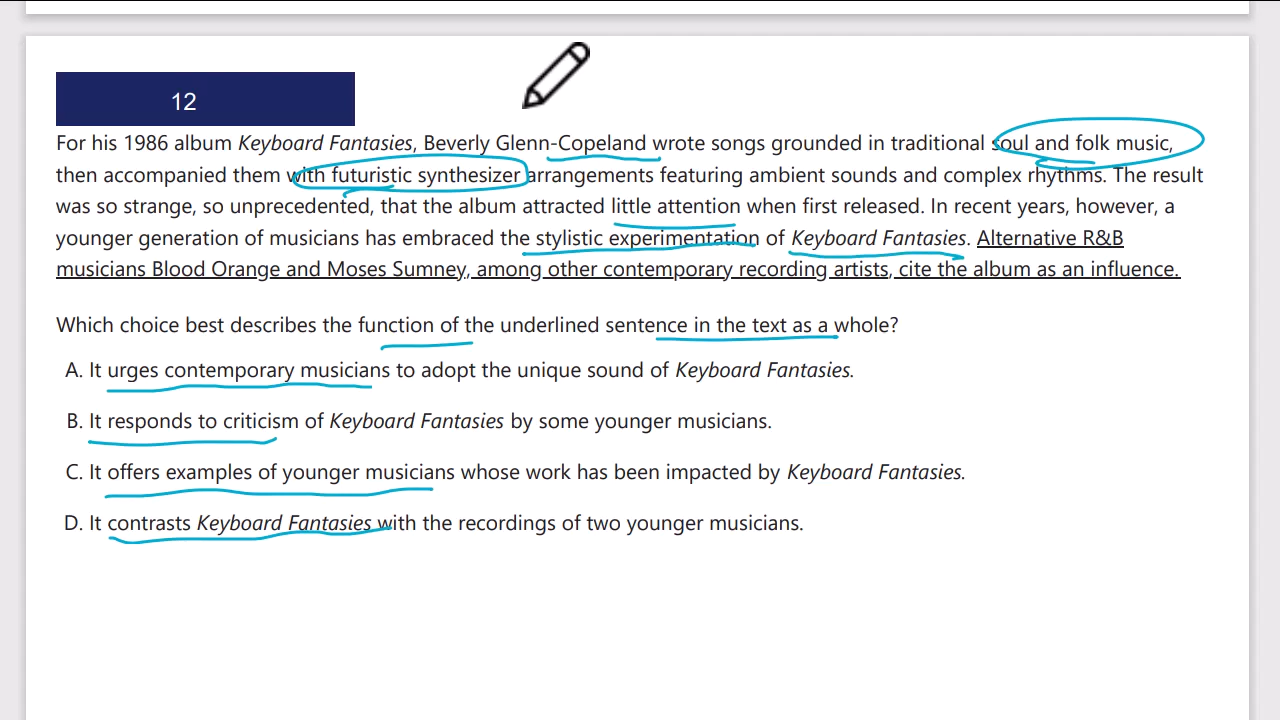 12
For his 1986 album Keyboard Fantasies, Beverly Glenn-Copeland wrote songs grounded in traditional soul and folk music,
then accompanied them with futuristic synthesizer arrangements featuring ambient sounds and complex rhythms. The result
was so strange, so unprecedented, that the album attracted little attention when first released. In recent years, however, a
younger generation of musicians has embraced the stylistic experimentation of Keyboard Fantasies. Alternative R&B
musicians Blood Orange and Moses Sumney, among other contemporary recording artists, cite the album as an influence.
Which choice best describes the function of the underlined sentence in the text as a whole?
A. It urges contemporary musicians to adopt the unique sound of Keyboard Fantasies.
B. It responds to criticism of Keyboard Fantasies by some younger musicians.
C. It offers examples of younger musicians whose work has been impacted by Keyboard Fantasies.
D. It contrasts Keyboard Fantasies with the recordings of two younger musicians.